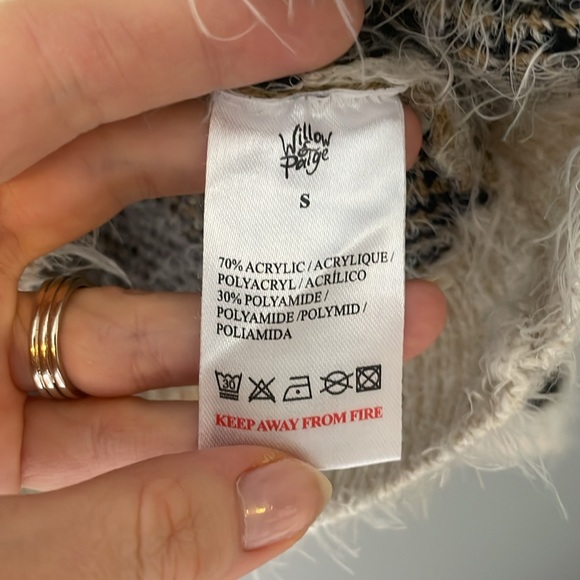 Willow
&
Paige
S
70% ACRYLIC / ACRYLIQUE /
POLYACRYL / ACRÍLICO
30% POLYAMIDE /
POLYAMIDE /POLYMID /
POLIAMIDA
30
KEEP AWAY FROM FIRE